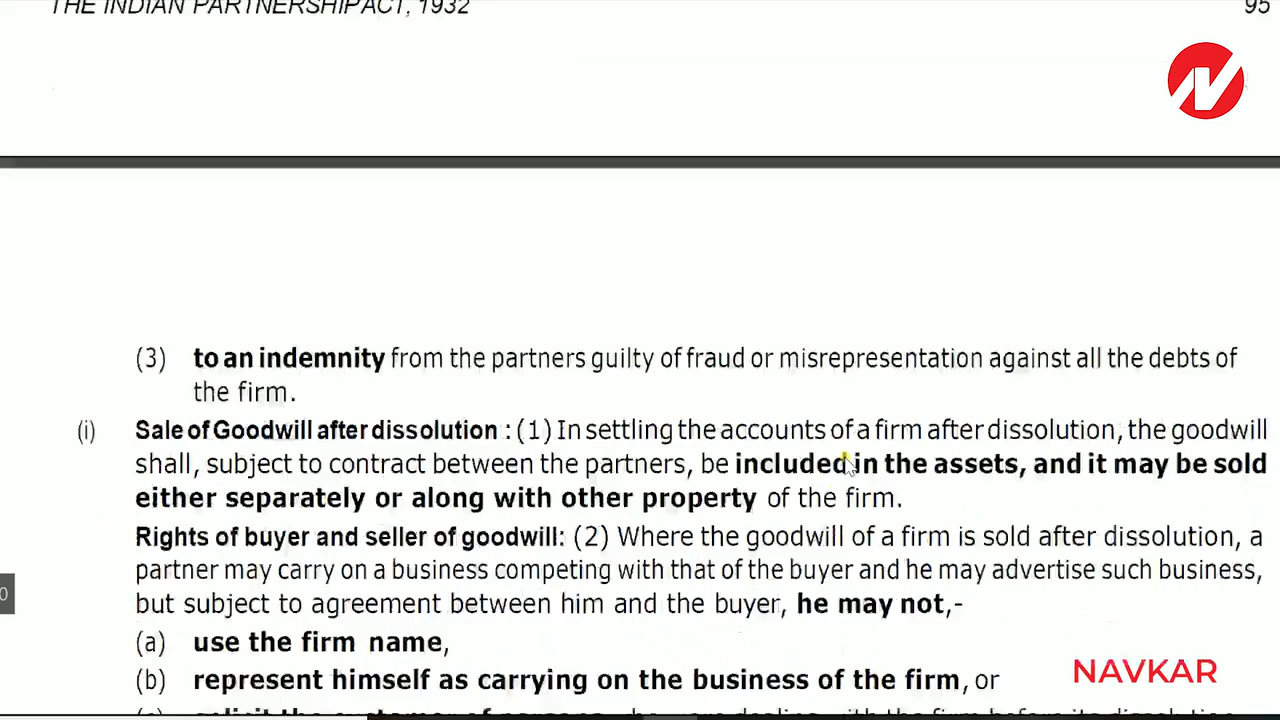 THE INDIAN PARTNERSHIP ACT, 1932 95
(3) to an indemnity from the partners guilty of fraud or misrepresentation against all the debts of
the firm.
(i) Sale of Goodwill after dissolution : (1) In settling the accounts of a firm after dissolution, the goodwill
shall, subject to contract between the partners, be included in the assets, and it may be sold
either separately or along with other property of the firm.
Rights of buyer and seller of goodwill: (2) Where the goodwill of a firm is sold after dissolution, a
partner may carry on a business competing with that of the buyer and he may advertise such business,
but subject to agreement between him and the buyer, he may not,-
(a) use the firm name,
(b) represent himself as carrying on the business of the firm, or
NAVKAR